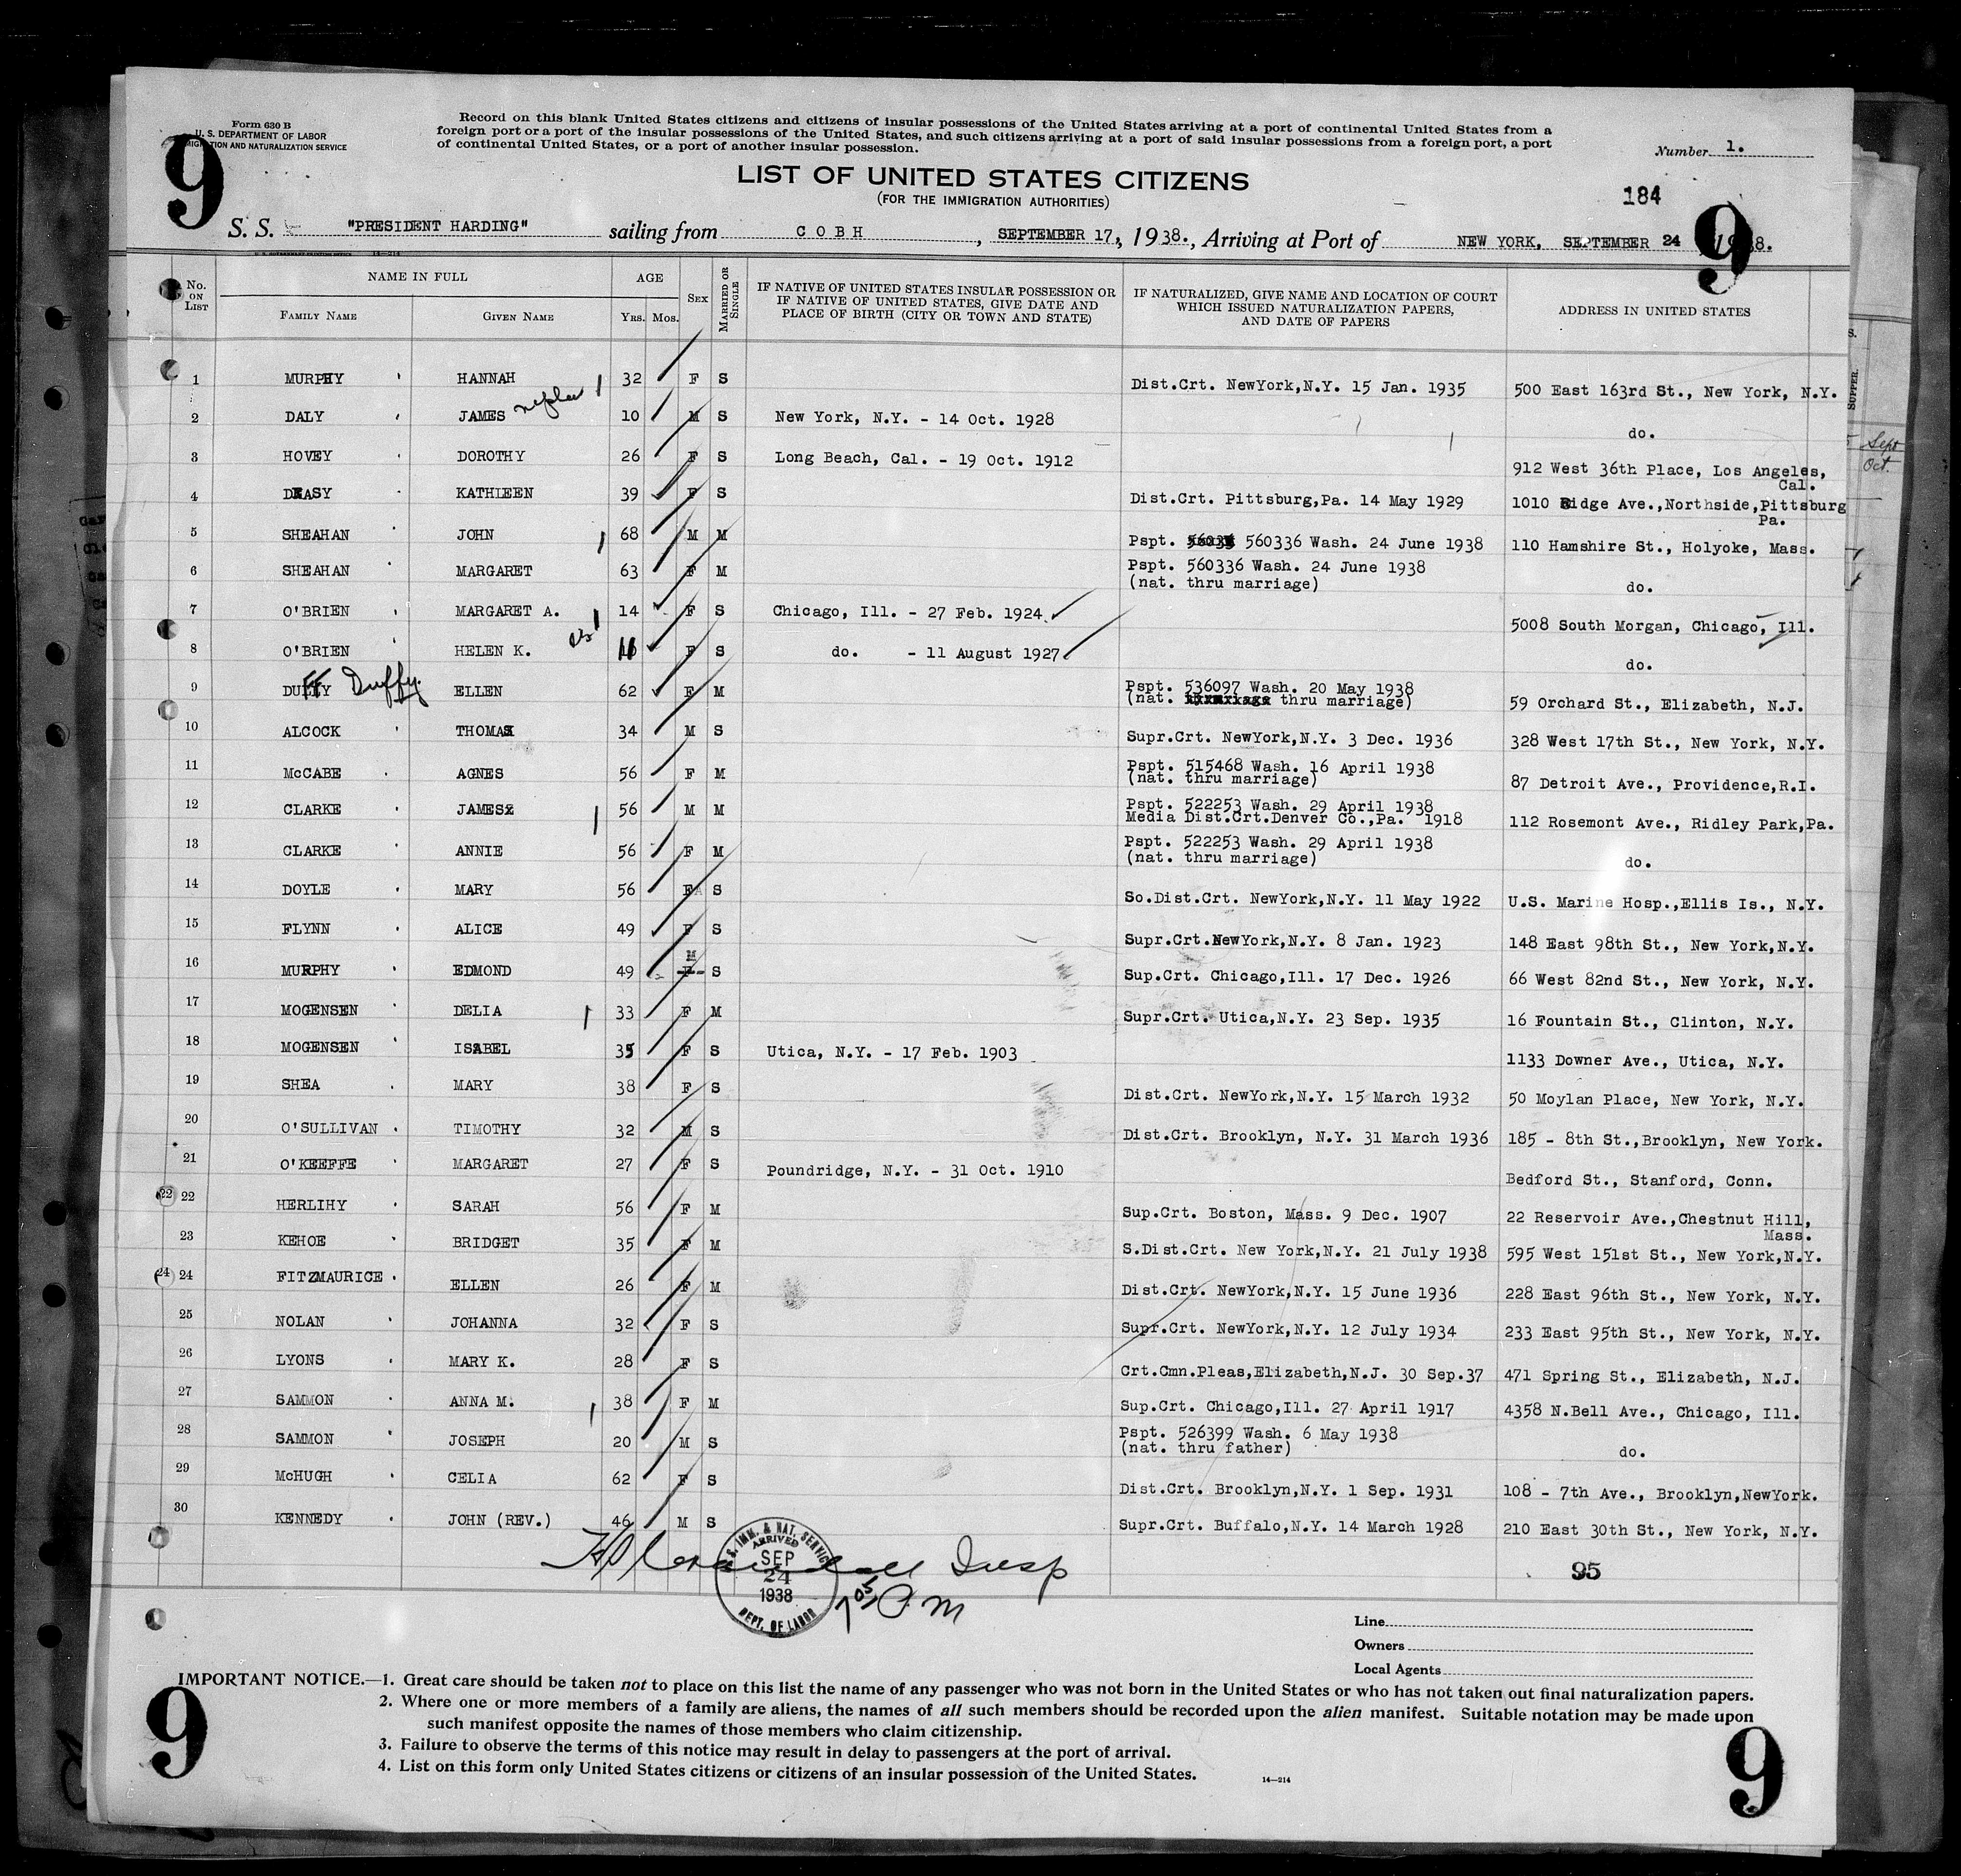 Form 630 B
U. S. DEPARTMENT OF LABOR
IMMIGRATION AND NATURALIZATION SERVICE
Record on this blank United States citizens and citizens of insular possessions of the United States arriving at a port of continental United States from a
foreign port or a port of the insular possessions of the United States, and such citizens arriving at a port of said insular possessions from a foreign port, a port
of continental United States, or a port of another insular possession.
Number 1.
9
LIST OF UNITED STATES CITIZENS
(FOR THE IMMIGRATION AUTHORITIES)
184
9
S. S. "PRESIDENT HARDING" sailing from COBH, SEPTEMBER 17, 1938., Arriving at Port of NEW YORK, SEPTEMBER 24 1938.
No. ON LIST NAME IN FULL AGE SEX MARRIED OR SINGLE IF NATIVE OF UNITED STATES INSULAR POSSESSION OR IF NATIVE OF UNITED STATES, GIVE DATE AND PLACE OF BIRTH (CITY OR TOWN AND STATE) IF NATURALIZED, GIVE NAME AND LOCATION OF COURT WHICH ISSUED NATURALIZATION PAPERS, AND DATE OF PAPERS ADDRESS IN UNITED STATES
FAMILY NAME GIVEN NAME YRS. MOS.
1 MURPHY HANNAH 32 F S Dist.Crt. NewYork,N.Y. 15 Jan. 1935 500 East 163rd St., New York, N.Y.
2 DALY JAMES 10 M S New York, N.Y. - 14 Oct. 1928 do.
3 HOVEY DOROTHY 26 F S Long Beach, Cal. - 19 Oct. 1912 912 West 36th Place, Los Angeles, Cal.
4 DEASY KATHLEEN 39 F S Dist.Crt. Pittsburg,Pa. 14 May 1929 1010 Ridge Ave.,Northside,Pittsburg Pa.
5 SHEAHAN JOHN 68 M M Pspt. 560336 Wash. 24 June 1938 110 Hamshire St., Holyoke, Mass.
6 SHEAHAN MARGARET 63 F M Pspt. 560336 Wash. 24 June 1938 (nat. thru marriage) do.
7 O'BRIEN MARGARET A. 14 F S Chicago, Ill. - 27 Feb. 1924 5008 South Morgan, Chicago, Ill.
8 O'BRIEN HELEN K. 11 F S do. - 11 August 1927 do.
9 DUFFY Duffy. ELLEN 62 F M Pspt. 536097 Wash. 20 May 1938 (nat. thru marriage) 59 Orchard St., Elizabeth, N.J.
10 ALCOCK THOMAS 34 M S Supr.Crt. NewYork,N.Y. 3 Dec. 1936 328 West 17th St., New York, N.Y.
11 McCABE AGNES 56 F M Pspt. 515468 Wash. 16 April 1938 (nat. thru marriage) 87 Detroit Ave., Providence,R.I.
12 CLARKE JAMES 56 M M Pspt. 522253 Wash. 29 April 1938 Media Dist.Crt.Denver Co.,Pa. 1918 112 Rosemont Ave., Ridley Park,Pa.
13 CLARKE ANNIE 56 F M Pspt. 522253 Wash. 29 April 1938 (nat. thru marriage) do.
14 DOYLE MARY 56 F S So.Dist.Crt. NewYork,N.Y. 11 May 1922 U.S. Marine Hosp.,Ellis Is., N.Y.
15 FLYNN ALICE 49 F S Supr.Crt.NewYork,N.Y. 8 Jan. 1923 148 East 98th St., New York,N.Y.
16 MURPHY EDMOND 49 M S Sup.Crt. Chicago,Ill. 17 Dec. 1926 66 West 82nd St., New York, N.Y.
17 MOGENSEN DELIA 33 F M Supr.Crt. Utica,N.Y. 23 Sep. 1935 16 Fountain St., Clinton, N.Y.
18 MOGENSEN ISABEL 35 F S Utica, N.Y. - 17 Feb. 1903 1133 Downer Ave., Utica, N.Y.
19 SHEA MARY 38 F S Dist.Crt. NewYork,N.Y. 15 March 1932 50 Moylan Place, New York, N.Y.
20 O'SULLIVAN TIMOTHY 32 M S Dist.Crt. Brooklyn, N.Y. 31 March 1936 185 - 8th St.,Brooklyn, New York.
21 O'KEEFFE MARGARET 27 F S Poundridge, N.Y. - 31 Oct. 1910 Bedford St., Stanford, Conn.
22 22 HERLIHY SARAH 56 F M Sup.Crt. Boston, Mass. 9 Dec. 1907 22 Reservoir Ave.,Chestnut Hill, Mass.
23 KEHOE BRIDGET 35 F M S.Dist.Crt. New York,N.Y. 21 July 1938 595 West 151st St., New York,N.Y.
24 24 FITZMAURICE ELLEN 26 F M Dist.Crt. NewYork,N.Y. 15 June 1936 228 East 96th St., New York, N.Y.
25 NOLAN JOHANNA 32 F S Supr.Crt. NewYork,N.Y. 12 July 1934 233 East 95th St., New York, N.Y.
26 LYONS MARY K. 28 F S Crt.Cmn.Pleas,Elizabeth,N.J. 30 Sep.37 471 Spring St., Elizabeth, N.J.
27 SAMMON ANNA M. 38 F M Sup.Crt. Chicago,Ill. 27 April 1917 4358 N.Bell Ave., Chicago, Ill.
28 SAMMON JOSEPH 20 M S Pspt. 526399 Wash. 6 May 1938 (nat. thru father) do.
29 McHUGH CELIA 62 F S Dist.Crt. Brooklyn,N.Y. 1 Sep. 1931 108 - 7th Ave., Brooklyn,NewYork.
30 KENNEDY JOHN (REV.) 46 M S Supr.Crt. Buffalo,N.Y. 14 March 1928 210 East 30th St., New York, N.Y.
U.S. IMM. & NAT. SERVICE
ARRIVED
SEP
24
1938
DEPT. OF LABOR
Insp
7 05 P.M
95
Line
Owners
Local Agents
IMPORTANT NOTICE.—1. Great care should be taken not to place on this list the name of any passenger who was not born in the United States or who has not taken out final naturalization papers.
2. Where one or more members of a family are aliens, the names of all such members should be recorded upon the alien manifest. Suitable notation may be made upon
such manifest opposite the names of those members who claim citizenship.
3. Failure to observe the terms of this notice may result in delay to passengers at the port of arrival.
4. List on this form only United States citizens or citizens of an insular possession of the United States.
14—214
9
9
SUPPER.
Sept
Oct.